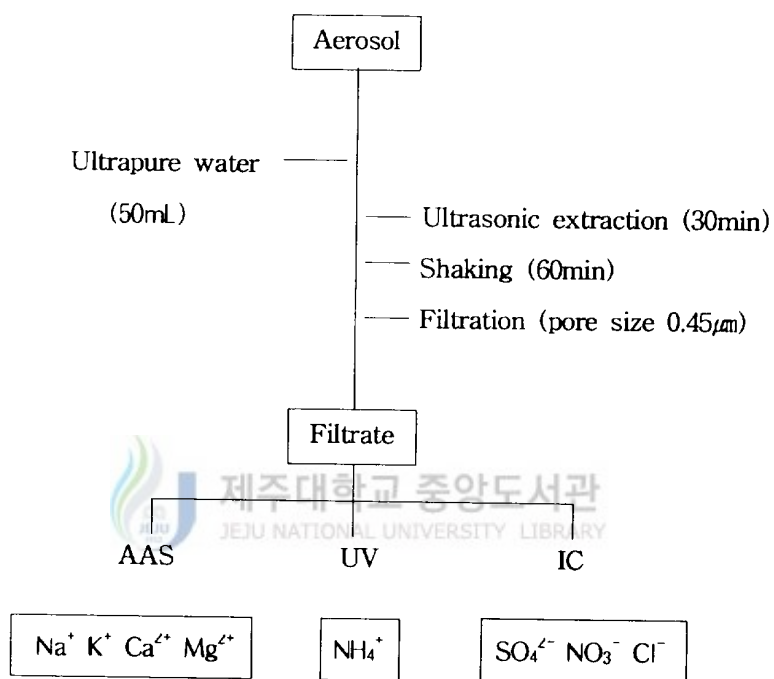 Aerosol
Ultrapure water
(50mL)
Ultrasonic extraction (30min)
Shaking (60min)
Filtration (pore size 0.45㎛)
Filtrate
제주대학교 중앙도서관
JEJU NATIONAL UNIVERSITY LIBRARY
JEJU
AAS UV IC
Na⁺ K⁺ Ca²⁺ Mg²⁺ NH₄⁺ SO₄²⁻ NO₃⁻ Cl⁻